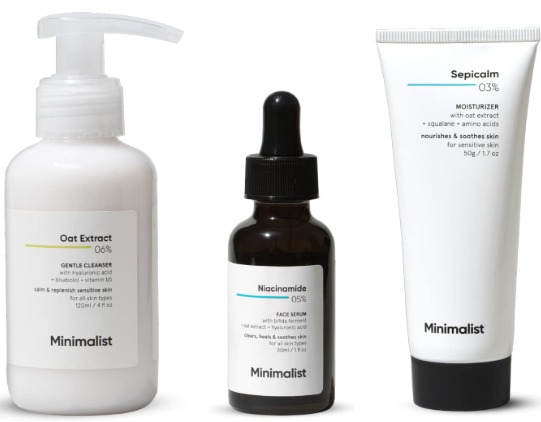 Oat Extract
06%
GENTLE CLEANSER
with hyaluronic acid
+ bisabolol + vitamin b5
calm & replenish sensitive skin
for all skin types
120ml / 4 fl oz
Minimalist
Niacinamide
05%
FACE SERUM
with bifida ferment
+ oat extract + hyaluronic acid
clears, heals & soothes skin
for all skin types
30ml / 1 fl oz
Minimalist
Sepicalm
03%
MOISTURIZER
with oat extract
+ squalane + amino acids
nourishes & soothes skin
for sensitive skin
50g / 1.7 oz
Minimalist